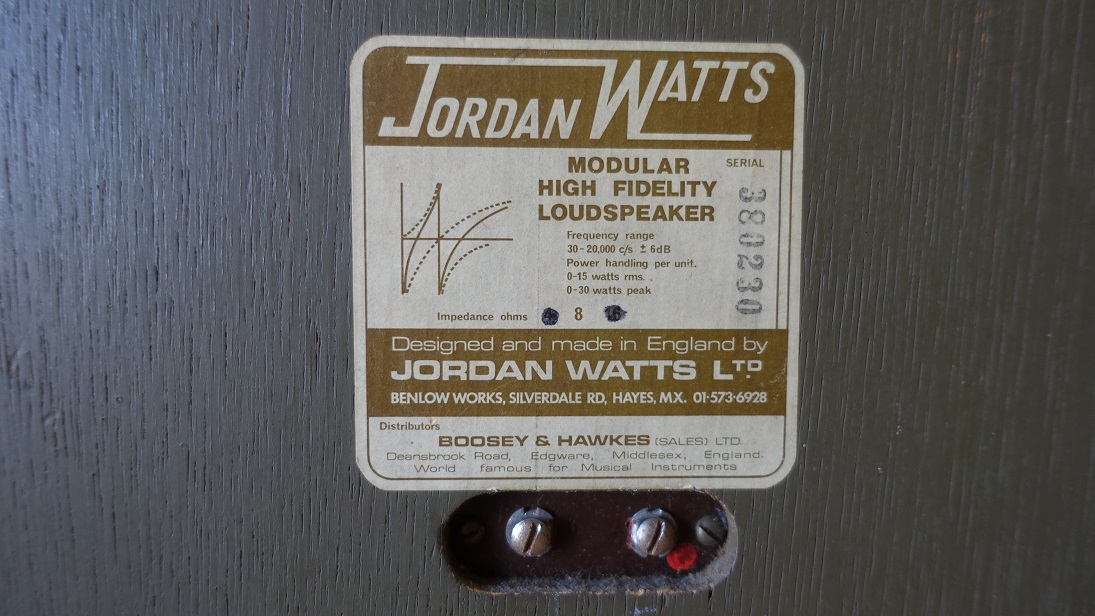 JORDAN WATTS
MODULAR
HIGH FIDELITY
LOUDSPEAKER
SERIAL
380230
Frequency range
30-20,000 c/s ± 6dB
Power handling per unit.
0-15 watts rms.
0-30 watts peak
Impedance ohms 8
Designed and made in England by
JORDAN WATTS LTD.
BENLOW WORKS, SILVERDALE RD, HAYES, MX. 01·573·6928
Distributors
BOOSEY & HAWKES (SALES) LTD.
Deansbrook Road, Edgware, Middlesex, England.
World famous for Musical Instruments